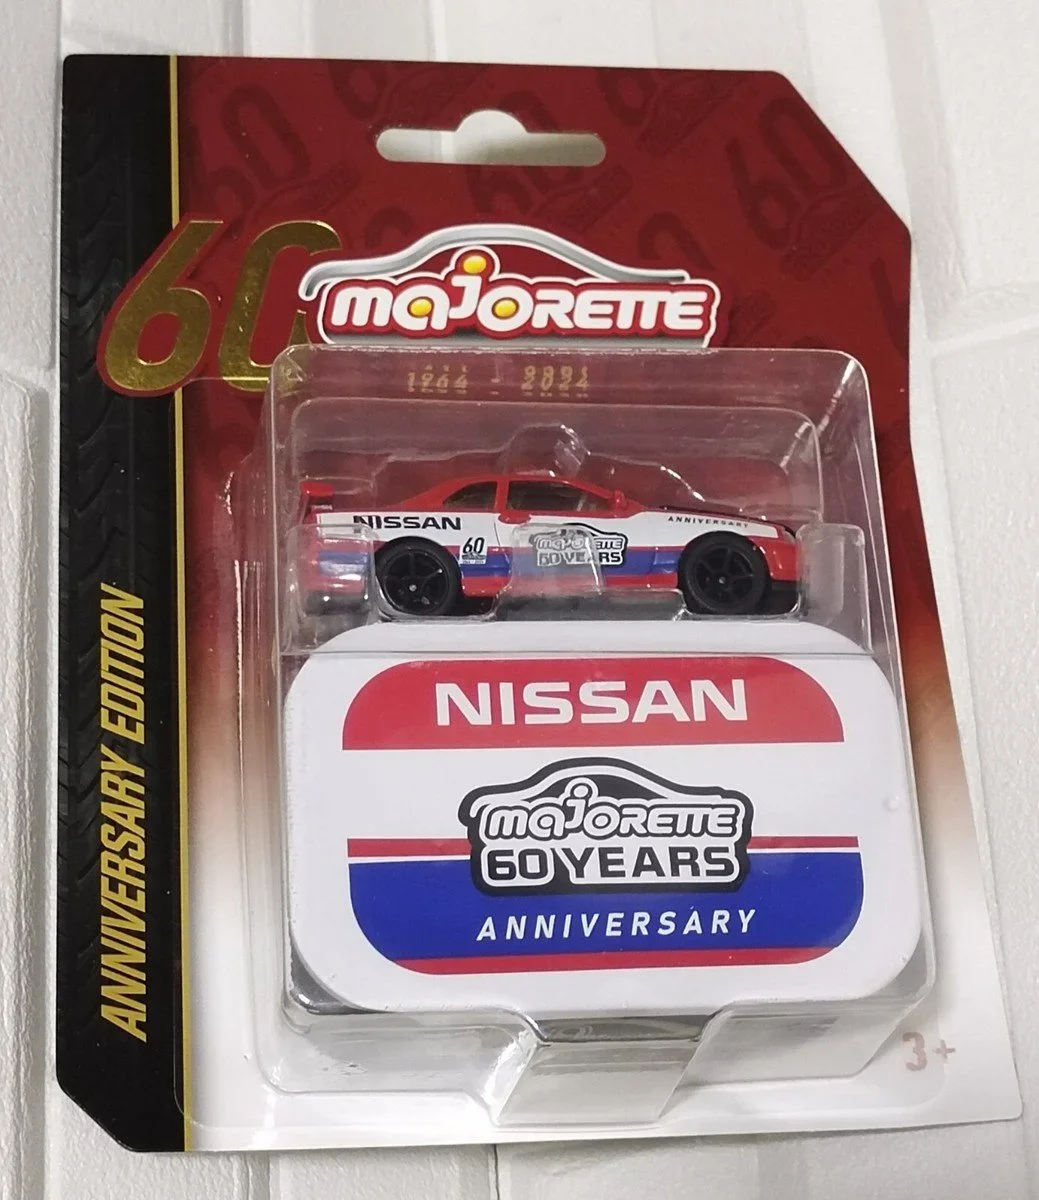 60
majorette
1964 - 2024
ANNIVERSARY EDITION
NISSAN
60
majorette
60 YEARS
ANNIVERSARY
NISSAN
majorette
60 YEARS
ANNIVERSARY
3+